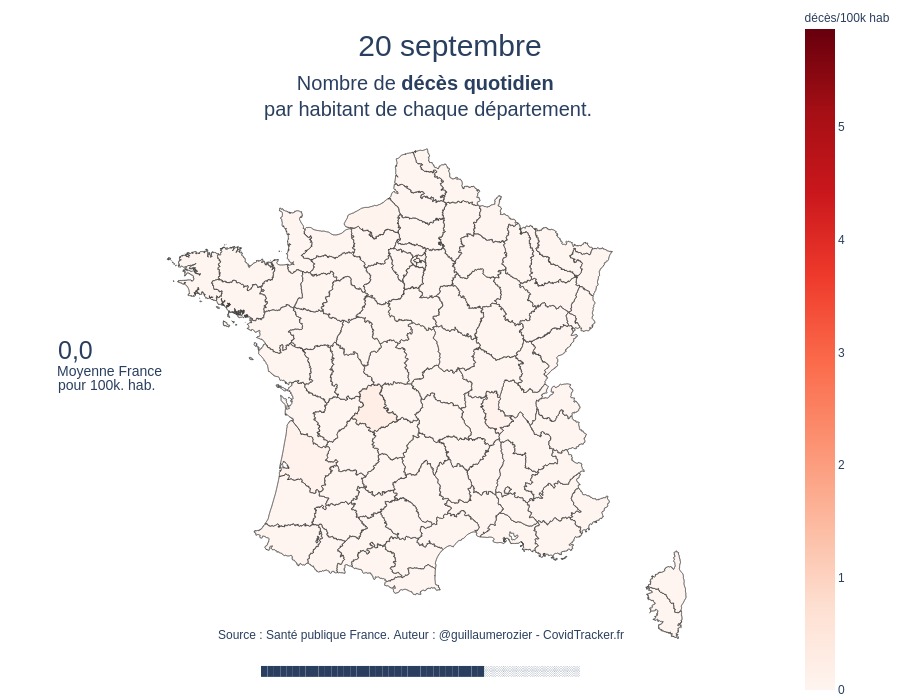 20 septembre
Nombre de décès quotidien
par habitant de chaque département.
décès/100k hab
5
4
3
2
1
0
0,0
Moyenne France
pour 100k. hab.
Source : Santé publique France. Auteur : @guillaumerozier - CovidTracker.fr